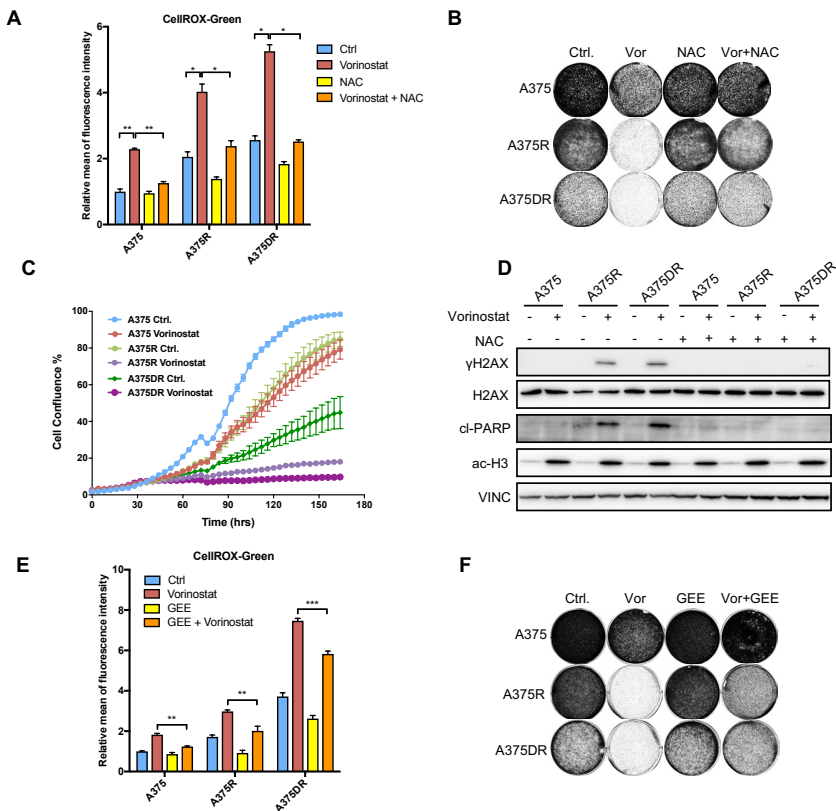 A
CellROX-Green
Relative mean of fluorescence intensity
6
4
2
0
** ** * * * *
Ctrl
Vorinostat
NAC
Vorinostat + NAC
A375 A375R A375DR
B
Ctrl. Vor NAC Vor+NAC
A375
A375R
A375DR
C
Cell Confluence %
100
80
60
40
20
0
A375 Ctrl.
A375 Vorinostat
A375R Ctrl.
A375R Vorinostat
A375DR Ctrl.
A375DR Vorinostat
0 30 60 90 120 150 180
Time (hrs)
D
A375 A375R A375DR A375 A375R A375DR
Vorinostat - + - + - + - + - + - +
NAC - - - - - - + + + + + +
γH2AX
H2AX
cl-PARP
ac-H3
VINC
E
CellROX-Green
Relative mean of fluorescence intensity
10
8
6
4
2
0
Ctrl
Vorinostat
GEE
GEE + Vorinostat
** ** ***
A375 A375R A375DR
F
Ctrl. Vor GEE Vor+GEE
A375
A375R
A375DR